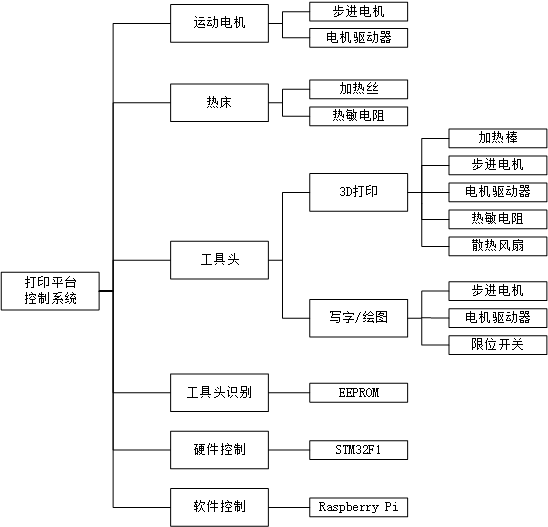 打印平台
控制系统
运动电机
步进电机
电机驱动器
热床
加热丝
热敏电阻
工具头
3D打印
加热棒
步进电机
电机驱动器
热敏电阻
散热风扇
写字/绘图
步进电机
电机驱动器
限位开关
工具头识别
EEPROM
硬件控制
STM32F1
软件控制
Raspberry Pi